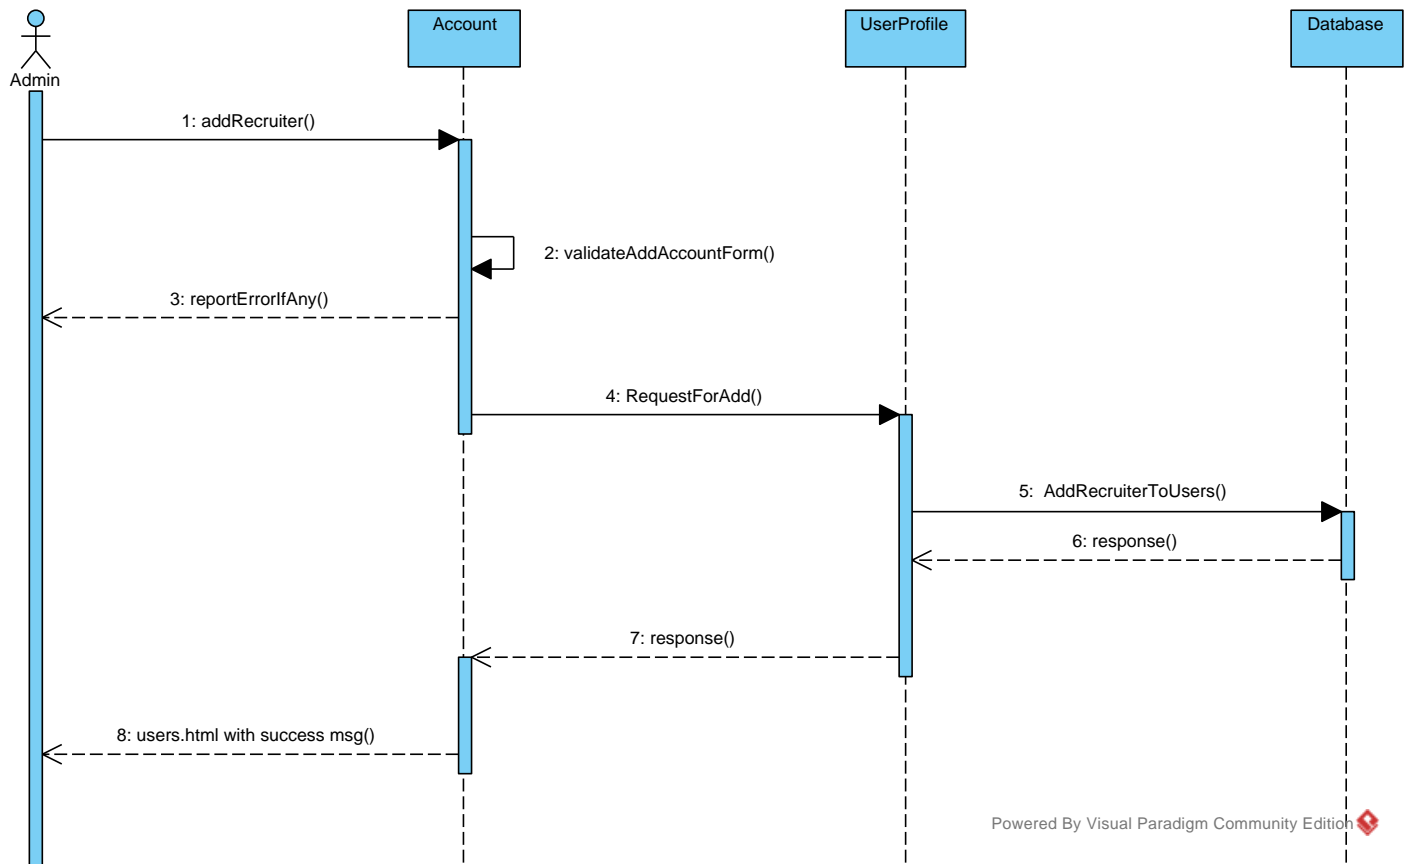 Account
UserProfile
Database
Admin
1: addRecruiter()
2: validateAddAccountForm()
3: reportErrorIfAny()
4: RequestForAdd()
5:  AddRecruiterToUsers()
6: response()
7: response()
8: users.html with success msg()
Powered By Visual Paradigm Community Edition